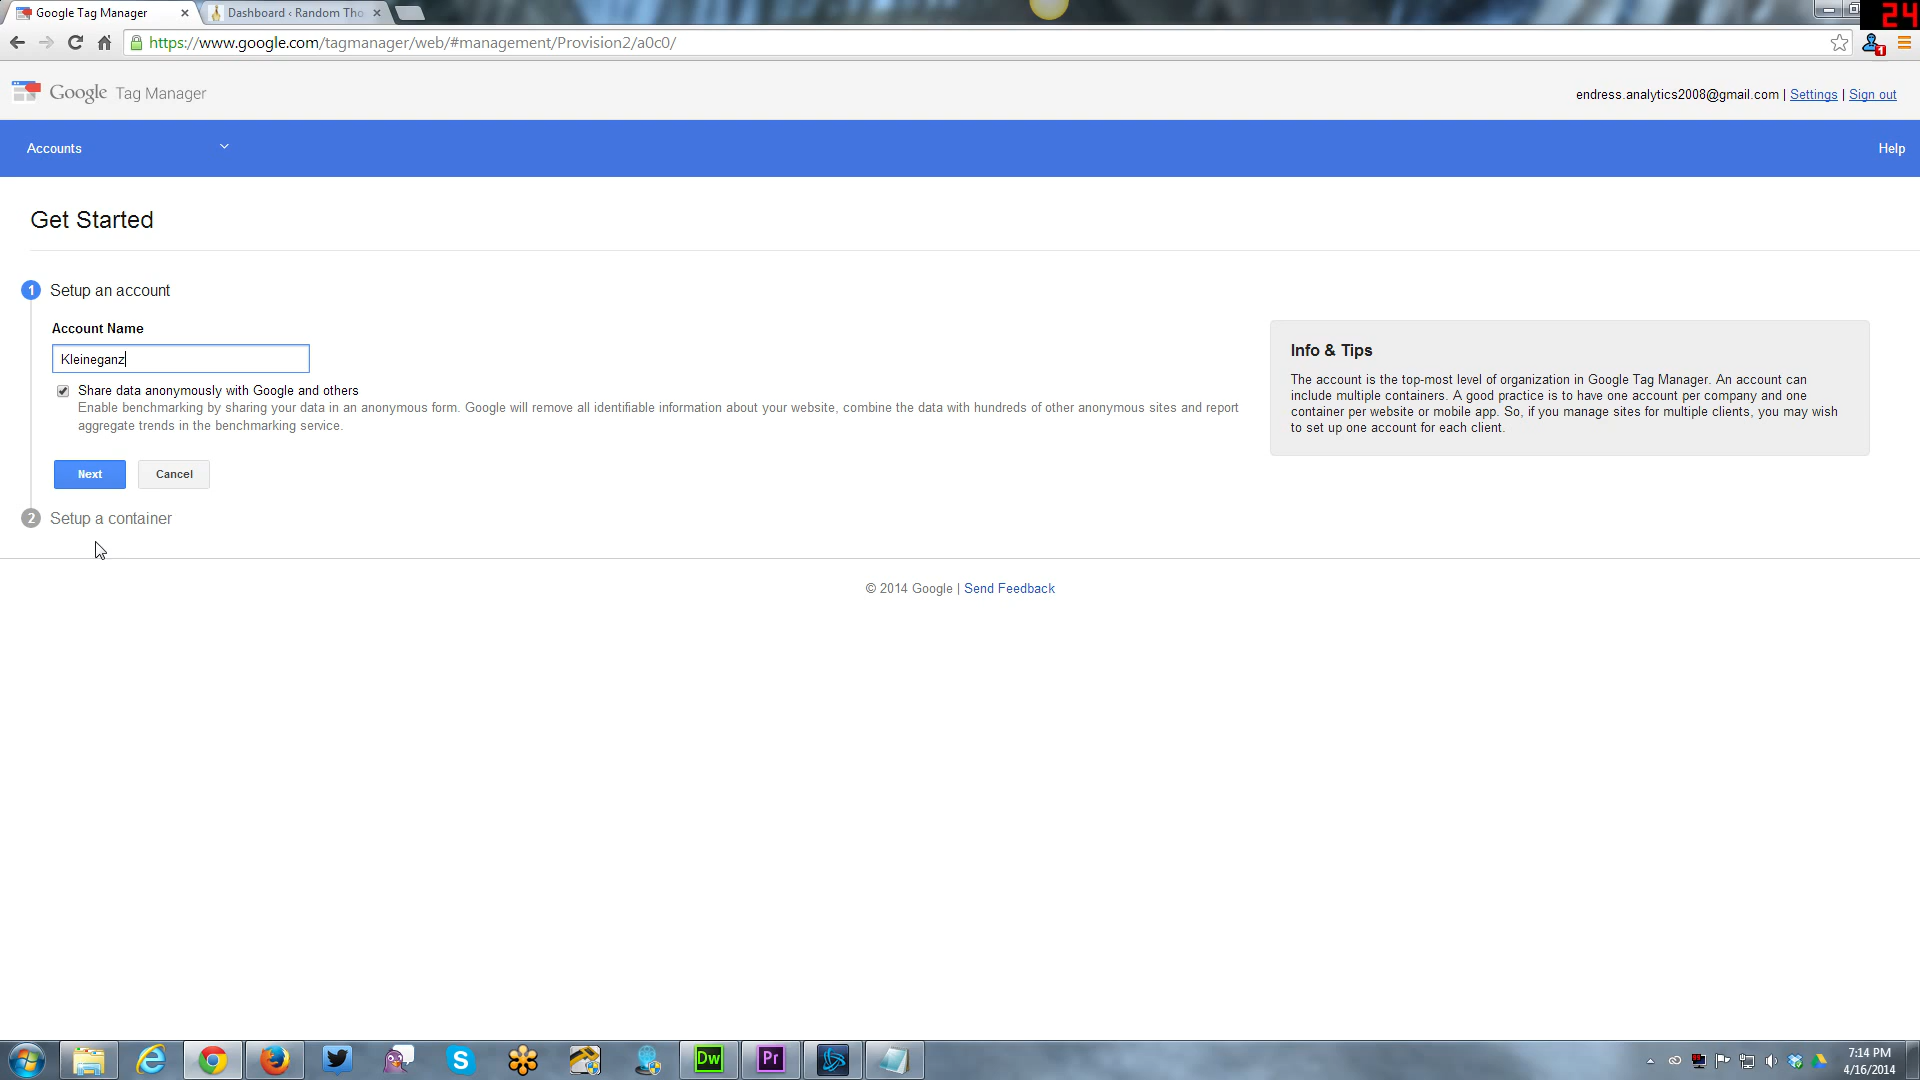 Google Tag Manager
Dashboard ‹ Random Tho
24
https://www.google.com/tagmanager/web/#management/Provision2/a0c0/
1
Google Tag Manager
endress.analytics2008@gmail.com | Settings | Sign out
Accounts
Help
Get Started
1 Setup an account
Account Name
Kleineganz
Share data anonymously with Google and others
Enable benchmarking by sharing your data in an anonymous form. Google will remove all identifiable information about your website, combine the data with hundreds of other anonymous sites and report
aggregate trends in the benchmarking service.
Next Cancel
2 Setup a container
Info & Tips
The account is the top-most level of organization in Google Tag Manager. An account can
include multiple containers. A good practice is to have one account per company and one
container per website or mobile app. So, if you manage sites for multiple clients, you may wish
to set up one account for each client.
© 2014 Google | Send Feedback
Dw
Pr
7:14 PM
4/16/2014